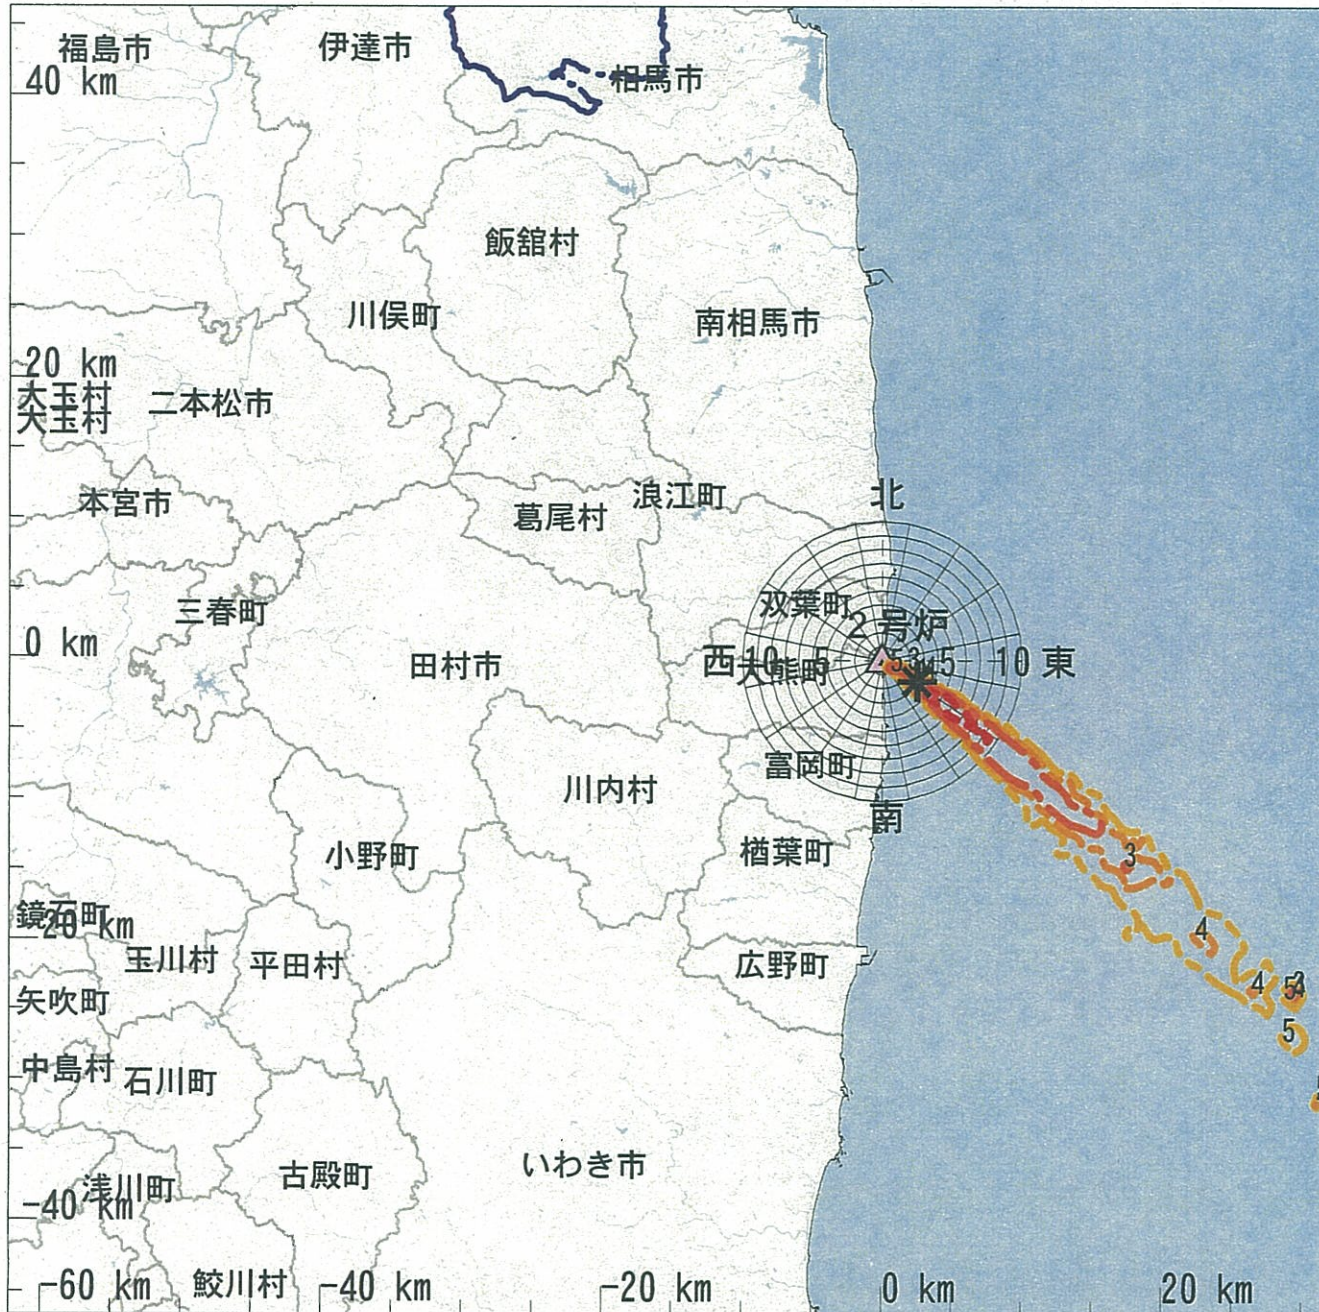 福島市
伊達市
相馬市
40 km
飯舘村
川俣町
南相馬市
20 km
大玉村
大玉村
二本松市
本宮市
葛尾村
浪江町
北
三春町
双葉町
2 号炉
0 km
田村市
西 10 5
大熊町
5 3
5 10 東
富岡町
川内村
南
小野町
楢葉町
3
鏡石町
-20 km
4
玉川村
平田村
広野町
矢吹町
4
5
5
中島村
石川町
いわき市
古殿町
浅川町
-40 km
-60 km
鮫川村
-40 km
-20 km
0 km
20 km